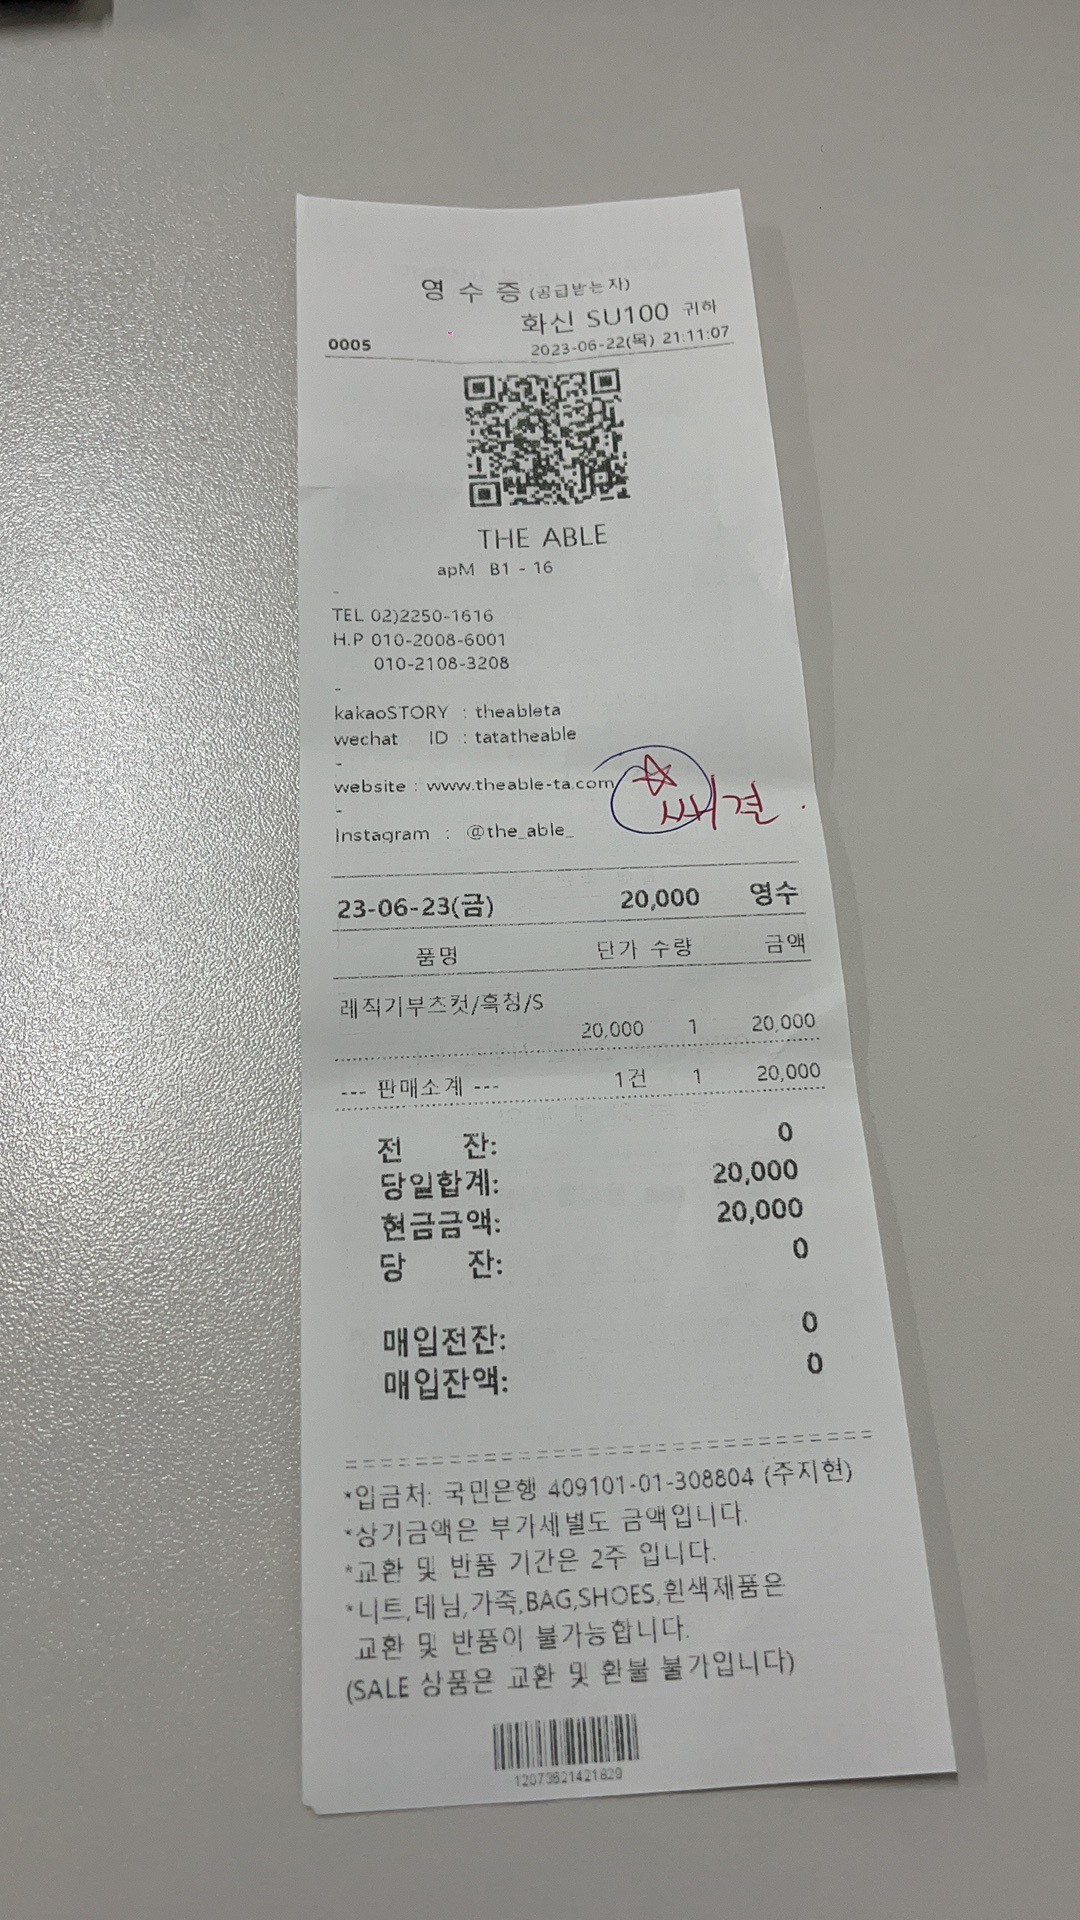 영 수 증 (공급받는자)
화신 SU100 귀하
0005 2023-06-22(목) 21:11:07
THE ABLE
apM B1 - 16
-
TEL 02)2250-1616
H.P 010-2008-6001
010-2108-3208
-
kakaoSTORY : theableta
wechat ID : tatatheable
-
website : www.theable-ta.com
-
Instagram : @the_able_
23-06-23(금) 20,000 영수
품명 단가 수량 금액
레직기부츠컷/흑청/S
20,000 1 20,000
--- 판매소계 --- 1건 1 20,000
전 잔: 0
당일합계: 20,000
현금금액: 20,000
당 잔: 0
매입전잔: 0
매입잔액: 0
*입금처: 국민은행 409101-01-308804 (주지현)
*상기금액은 부가세별도 금액입니다.
*교환 및 반품 기간은 2주 입니다.
*니트,데님,가죽,BAG,SHOES,흰색제품은
교환 및 반품이 불가능합니다.
(SALE 상품은 교환 및 환불 불가입니다)